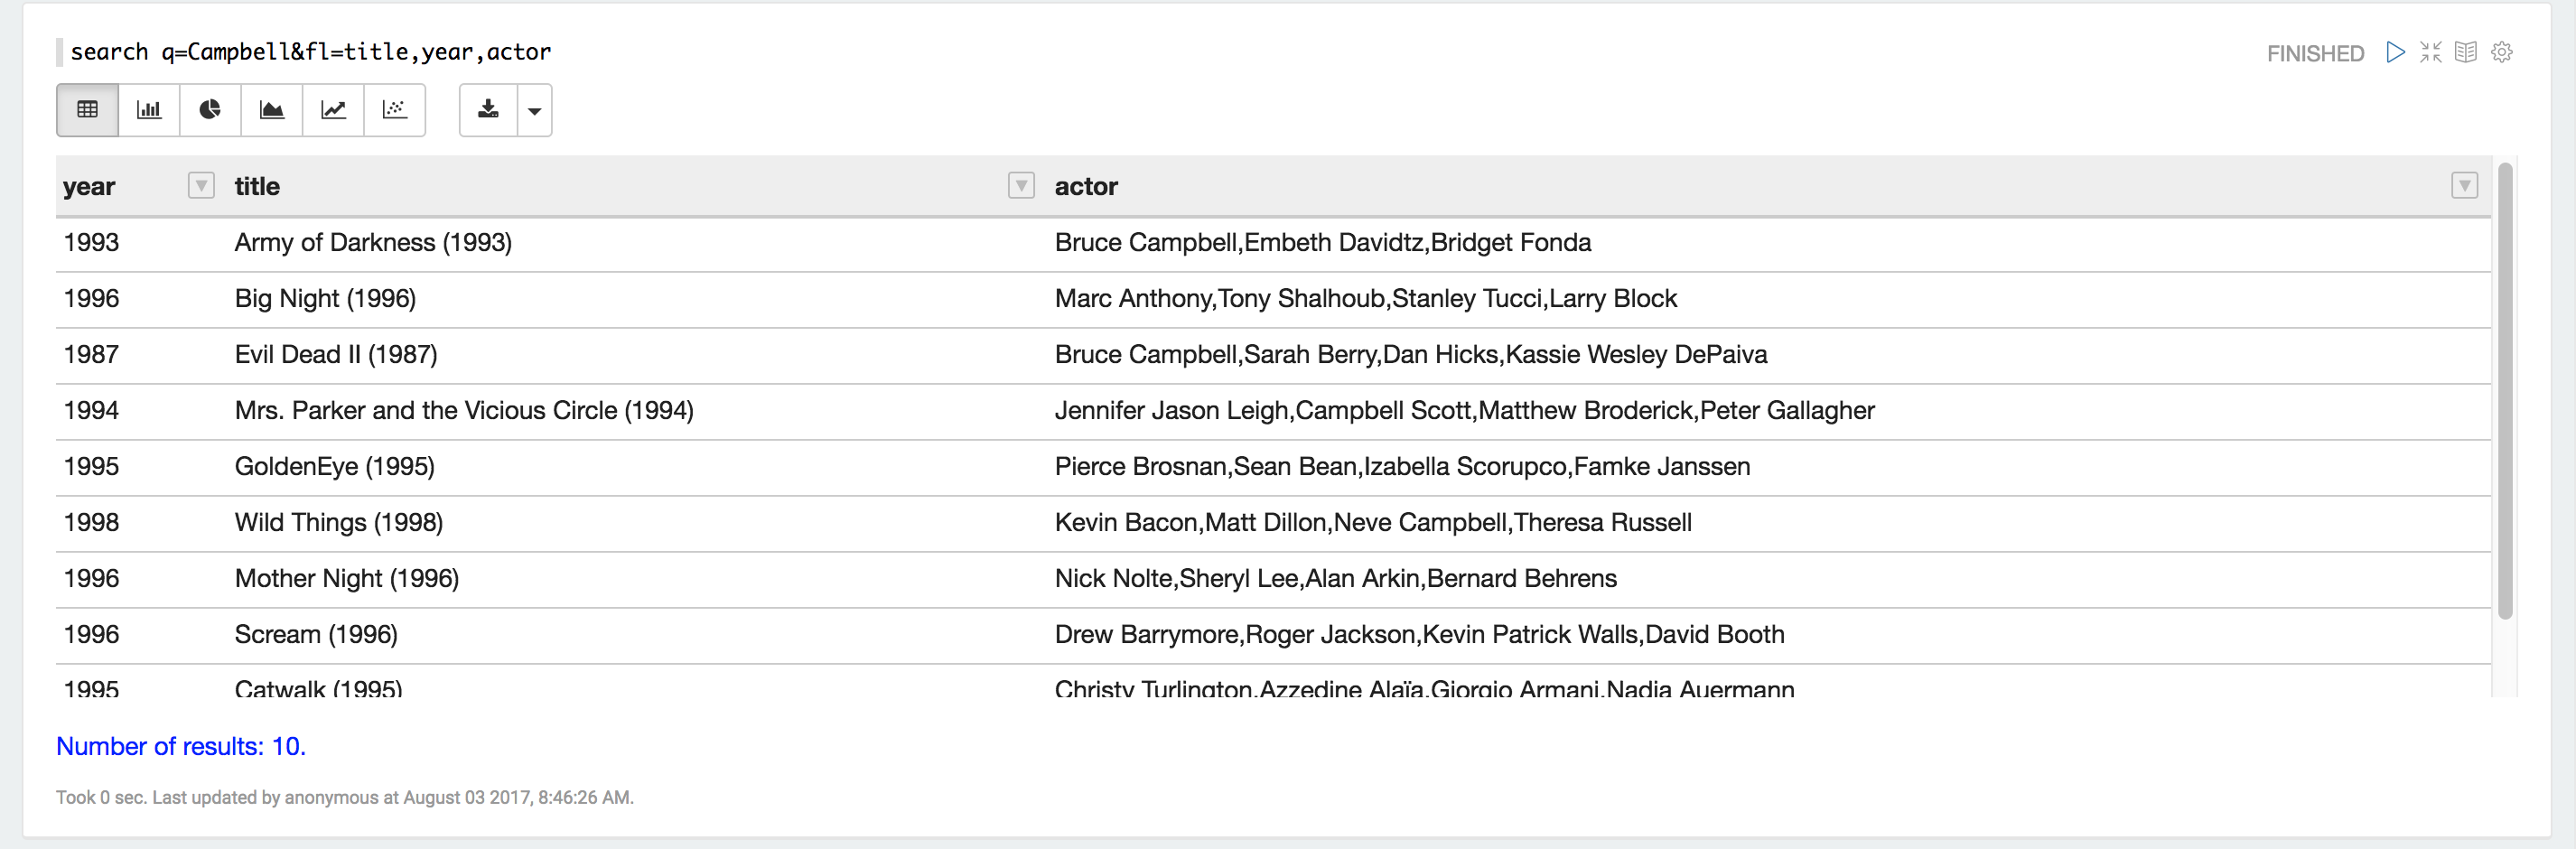 search q=Campbell&fl=title,year,actor
FINISHED
year title actor
1993 Army of Darkness (1993) Bruce Campbell,Embeth Davidtz,Bridget Fonda
1996 Big Night (1996) Marc Anthony,Tony Shalhoub,Stanley Tucci,Larry Block
1987 Evil Dead II (1987) Bruce Campbell,Sarah Berry,Dan Hicks,Kassie Wesley DePaiva
1994 Mrs. Parker and the Vicious Circle (1994) Jennifer Jason Leigh,Campbell Scott,Matthew Broderick,Peter Gallagher
1995 GoldenEye (1995) Pierce Brosnan,Sean Bean,Izabella Scorupco,Famke Janssen
1998 Wild Things (1998) Kevin Bacon,Matt Dillon,Neve Campbell,Theresa Russell
1996 Mother Night (1996) Nick Nolte,Sheryl Lee,Alan Arkin,Bernard Behrens
1996 Scream (1996) Drew Barrymore,Roger Jackson,Kevin Patrick Walls,David Booth
1995 Catwalk (1995) Christy Turlington,Azzedine Alaïa,Giorgio Armani,Nadja Auermann
Number of results: 10.
Took 0 sec. Last updated by anonymous at August 03 2017, 8:46:26 AM.